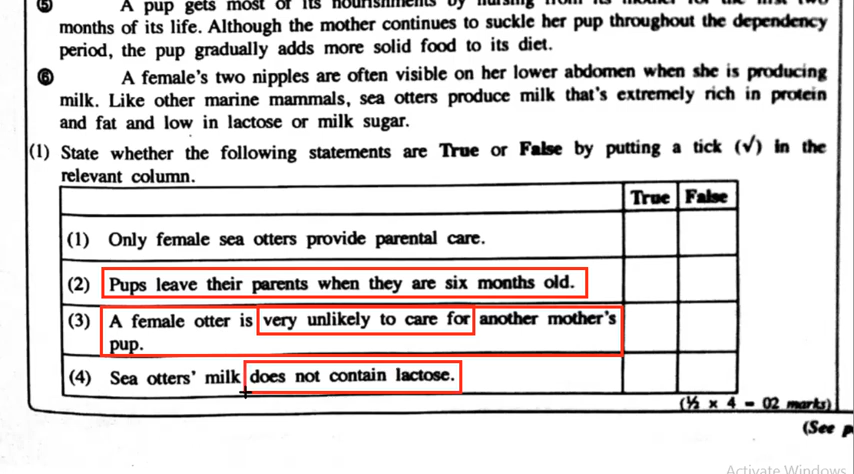 ⑤ A pup gets most of its nourishments by nursing from its mother for the first two
months of its life. Although the mother continues to suckle her pup throughout the dependency
period, the pup gradually adds more solid food to its diet.
⑥ A female's two nipples are often visible on her lower abdomen when she is producing
milk. Like other marine mammals, sea otters produce milk that's extremely rich in protein
and fat and low in lactose or milk sugar.
(1) State whether the following statements are True or False by putting a tick (√) in the
relevant column.
True False
(1) Only female sea otters provide parental care.
(2) Pups leave their parents when they are six months old.
(3) A female otter is very unlikely to care for another mother's
pup.
(4) Sea otters' milk does not contain lactose.
(½ x 4 = 02 marks)
(See p
Activate Windows